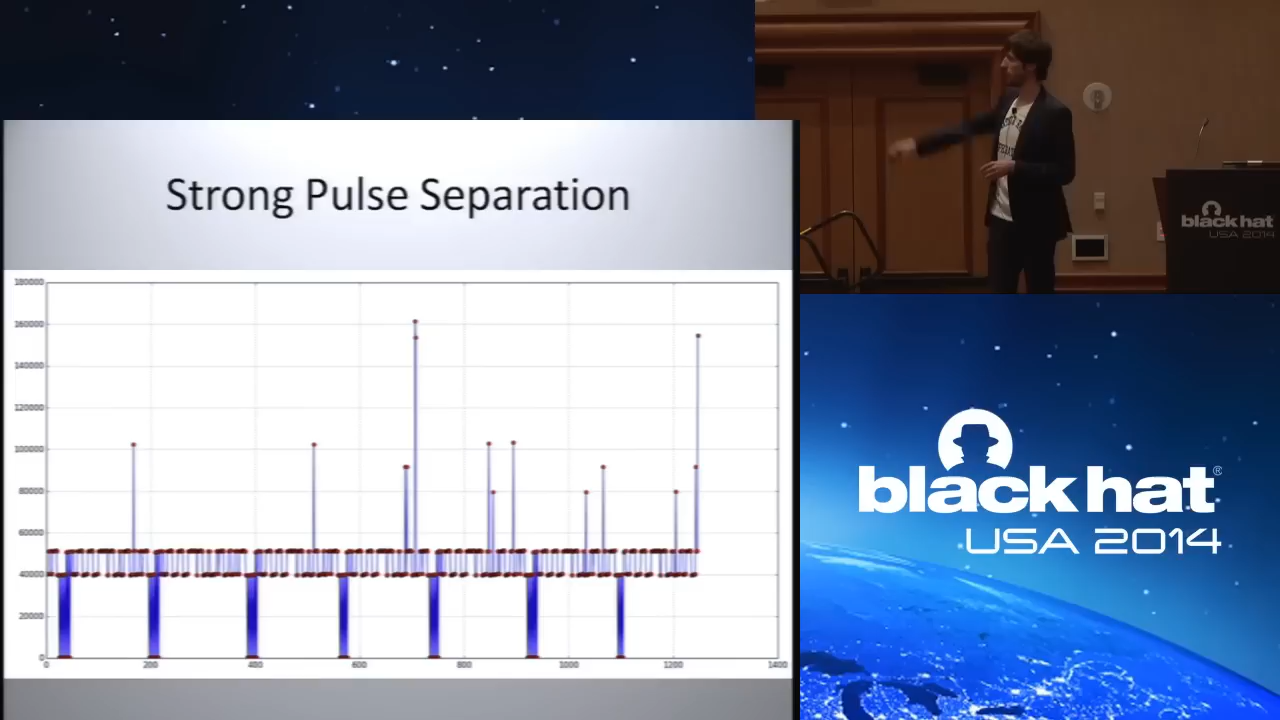 Strong Pulse Separation
180000
160000
140000
120000
100000
80000
60000
40000
20000
0
0 200 400 600 800 1000 1200 1400
black hat
USA 2014
black hat®
USA 2014